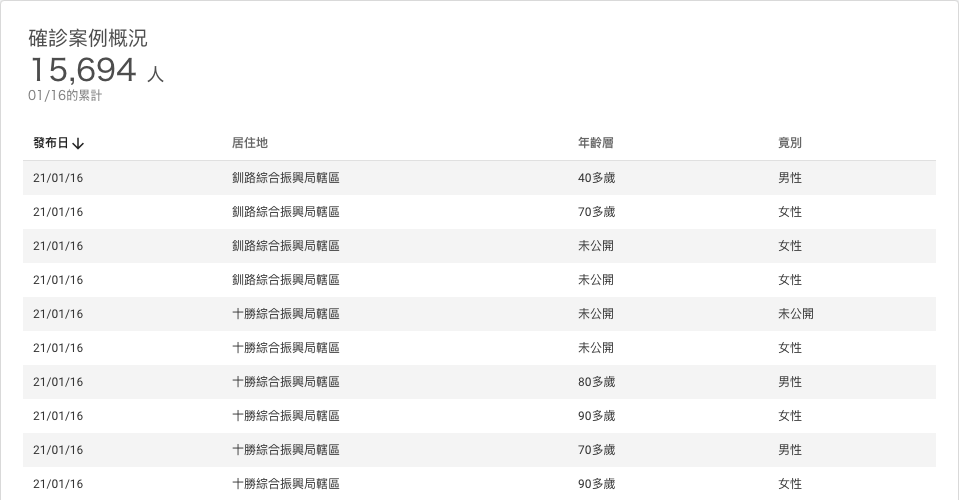 確診案例概況
15,694 人
01/16的累計
發布日↓ 居住地 年齡層 竟別
21/01/16 釧路綜合振興局轄區 40多歲 男性
21/01/16 釧路綜合振興局轄區 70多歲 女性
21/01/16 釧路綜合振興局轄區 未公開 女性
21/01/16 釧路綜合振興局轄區 未公開 女性
21/01/16 十勝綜合振興局轄區 未公開 未公開
21/01/16 十勝綜合振興局轄區 未公開 女性
21/01/16 十勝綜合振興局轄區 80多歲 男性
21/01/16 十勝綜合振興局轄區 90多歲 女性
21/01/16 十勝綜合振興局轄區 70多歲 男性
21/01/16 十勝綜合振興局轄區 90多歲 女性